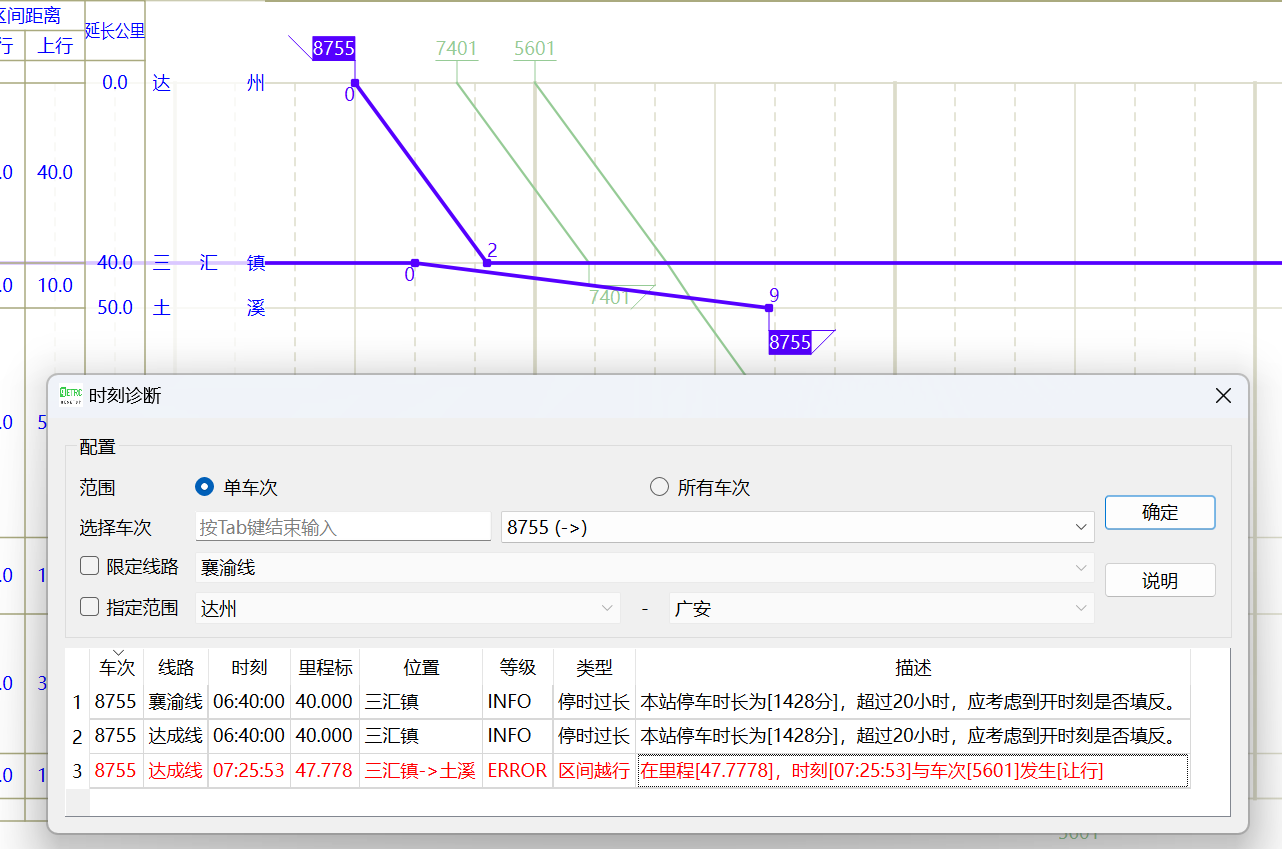 区间距离
延长公里
行 上行
8755
7401 5601
0.0 达 州
0
.0 40.0
2
40.0 三 汇 镇
0
.0 10.0
7401
9
50.0 土 溪
8755
时刻诊断
配置
范围 单车次 所有车次
选择车次 按Tab键结束输入 8755 (->) 确定
限定线路 襄渝线
说明
指定范围 达州 - 广安
车次 线路 时刻 里程标 位置 等级 类型 描述
1 8755 襄渝线 06:40:00 40.000 三汇镇 INFO 停时过长 本站停车时长为[1428分]，超过20小时，应考虑到开时刻是否填反。
2 8755 达成线 06:40:00 40.000 三汇镇 INFO 停时过长 本站停车时长为[1428分]，超过20小时，应考虑到开时刻是否填反。
3 8755 达成线 07:25:53 47.778 三汇镇->土溪 ERROR 区间越行 在里程[47.7778]，时刻[07:25:53]与车次[5601]发生[让行]
.0 5
.0 1
.0 3
.0 1
5601